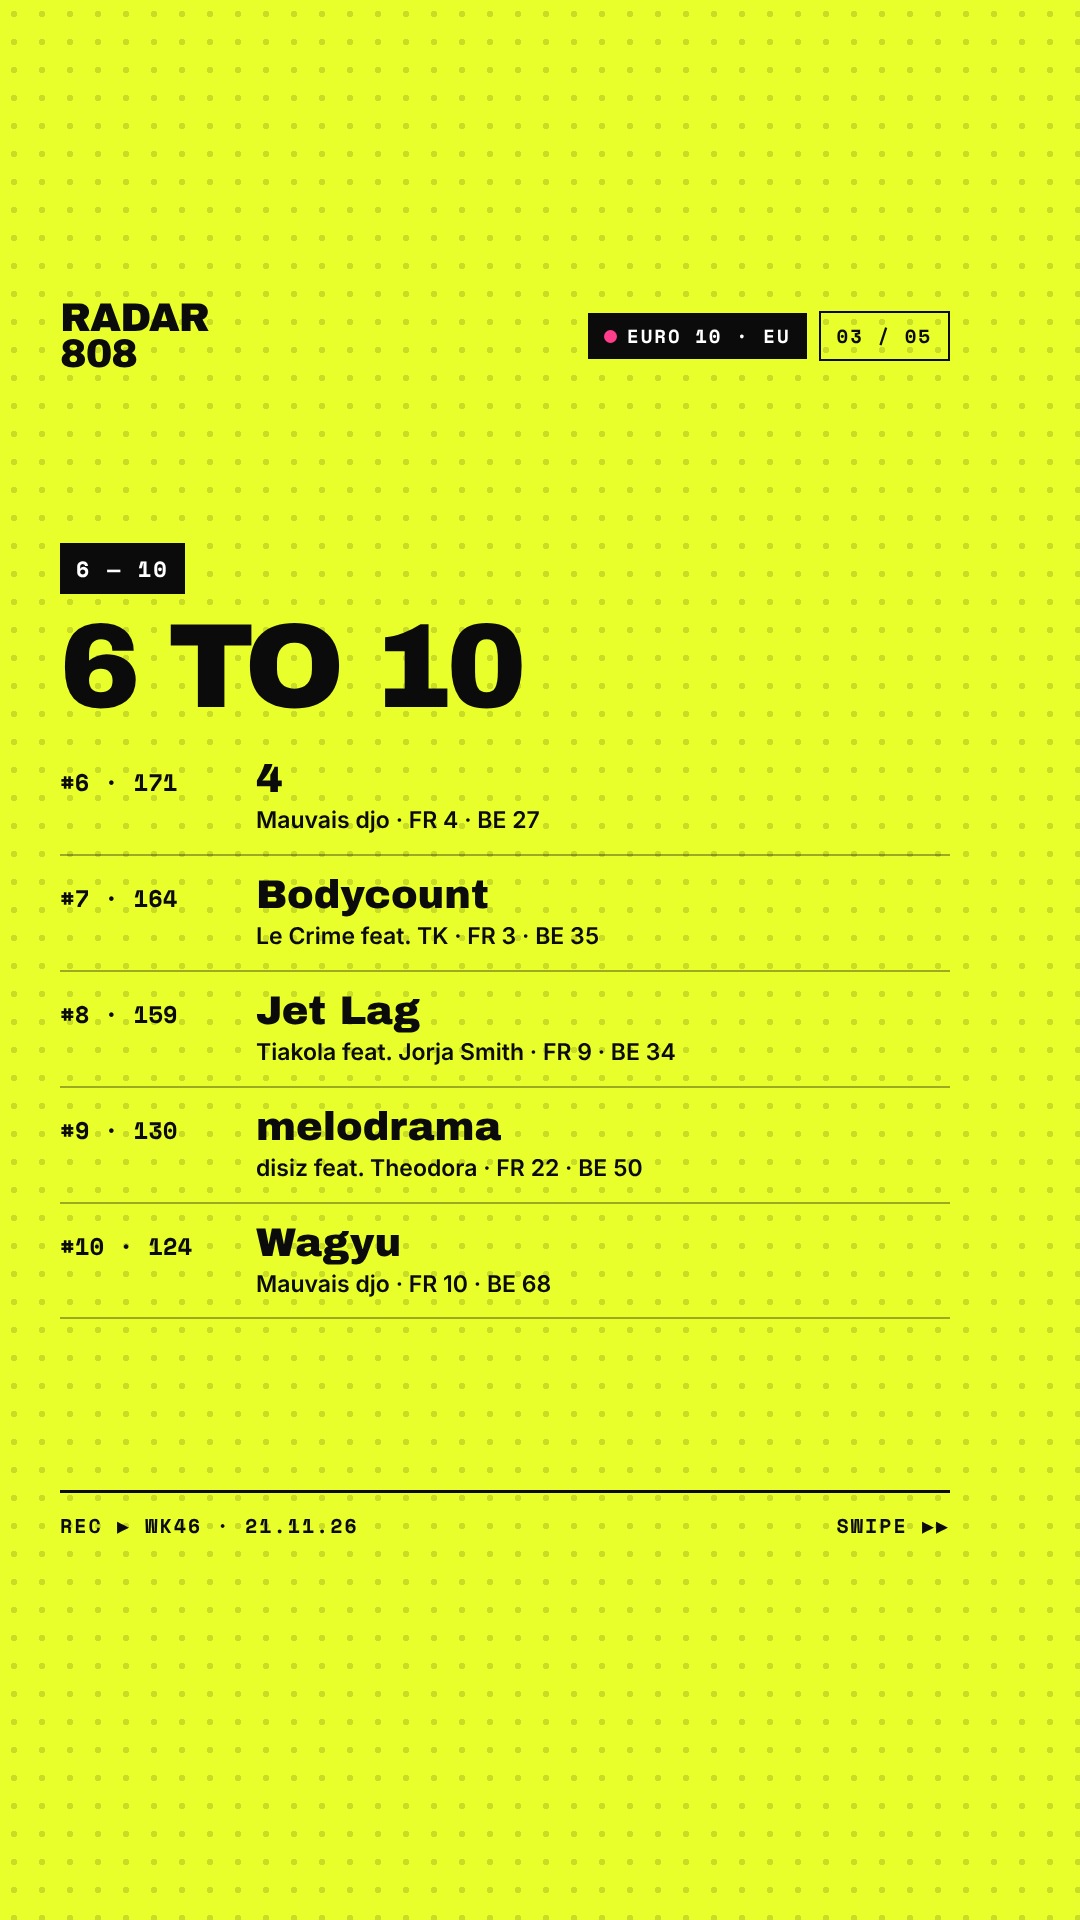 RADAR
808
EURO 10 · EU
03 / 05
6 — 10
6 TO 10
#6 · 171
4
Mauvais djo · FR 4 · BE 27
#7 · 164
Bodycount
Le Crime feat. TK · FR 3 · BE 35
#8 · 159
Jet Lag
Tiakola feat. Jorja Smith · FR 9 · BE 34
#9 · 130
melodrama
disiz feat. Theodora · FR 22 · BE 50
#10 · 124
Wagyu
Mauvais djo · FR 10 · BE 68
REC ▶ WK46 · 21.11.26
SWIPE ▶▶